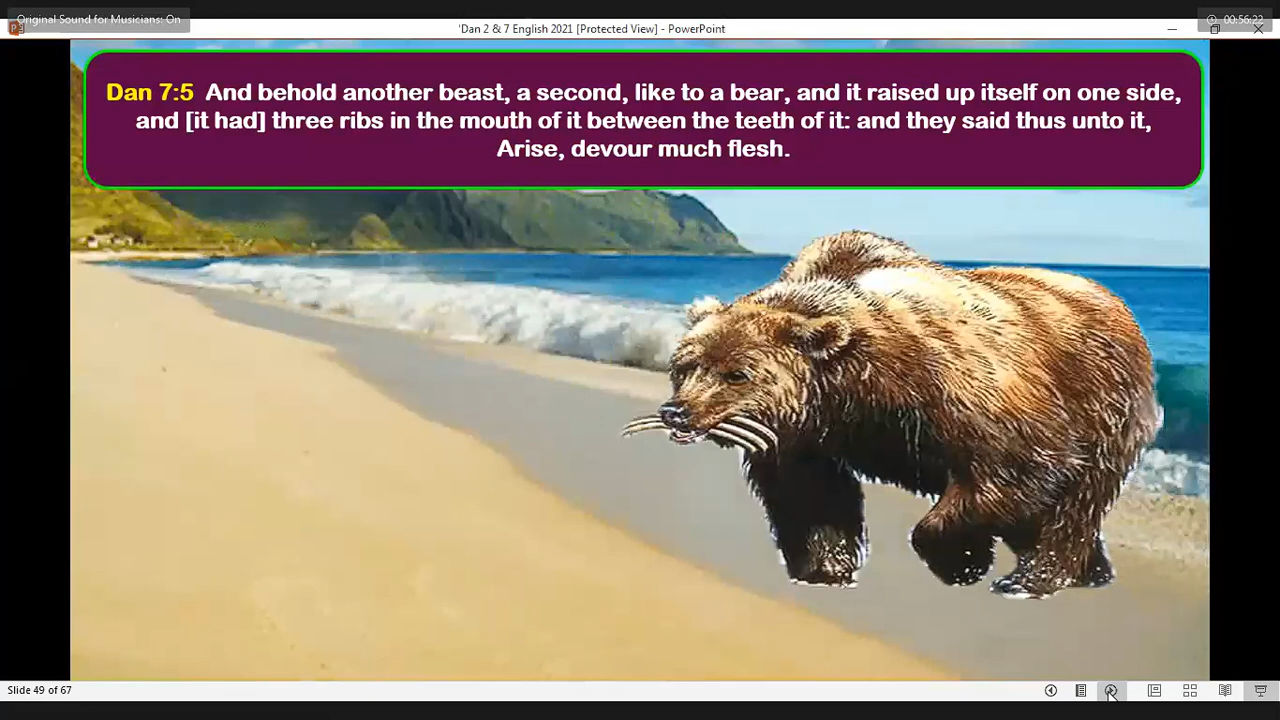 Original Sound for Musicians: On
00:56:22
'Dan 2 & 7 English 2021 [Protected View] - PowerPoint
Dan 7:5 And behold another beast, a second, like to a bear, and it raised up itself on one side,
and [it had] three ribs in the mouth of it between the teeth of it: and they said thus unto it,
Arise, devour much flesh.
Slide 49 of 67